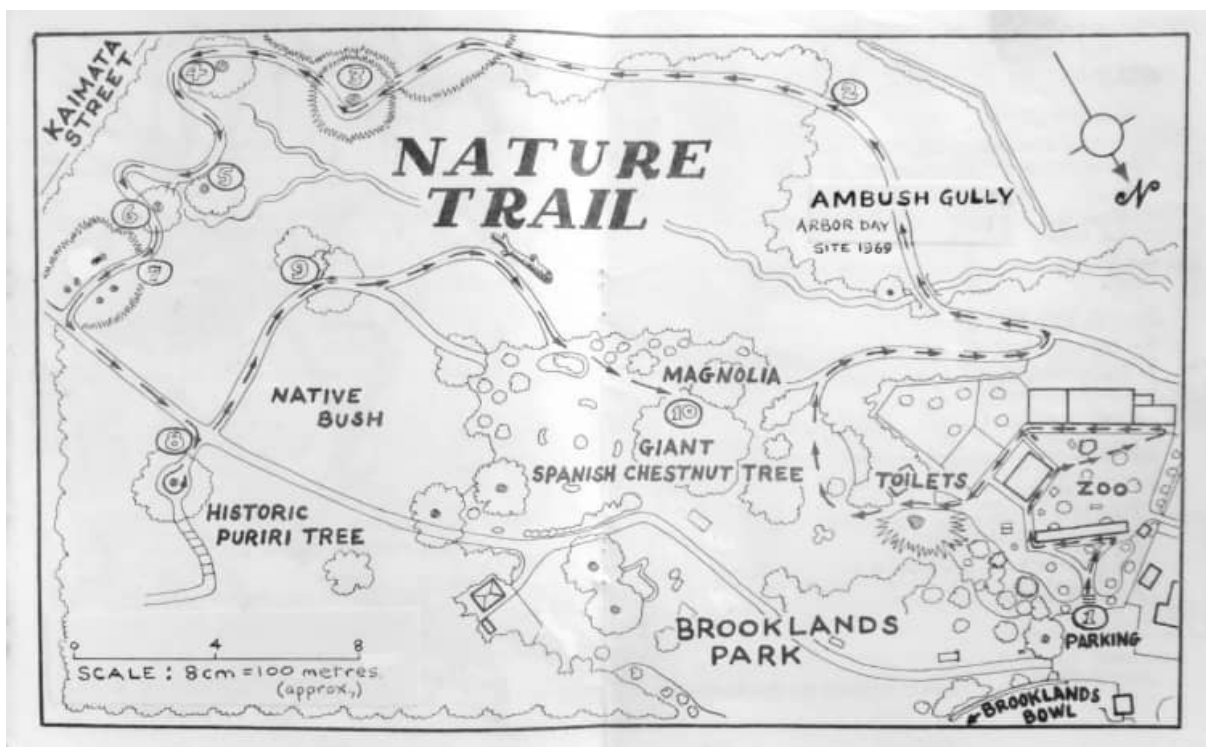 KAIMATA
STREET
4
3
2
5
6
7
9
NATURE
TRAIL
AMBUSH GULLY
ARBOR DAY
SITE 1969
N
NATIVE
BUSH
MAGNOLIA
10
GIANT
SPANISH CHESTNUT TREE
TOILETS
ZOO
8
HISTORIC
PURIRI TREE
1
PARKING
BROOKLANDS
PARK
BROOKLANDS
BOWL
0 4 8
SCALE : 8cm = 100 metres
(approx,)